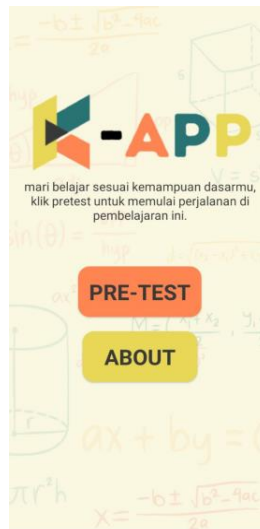 K-APP
mari belajar sesuai kemampuan dasarmu,
klik pretest untuk memulai perjalanan di
pembelajaran ini.
PRE-TEST
ABOUT